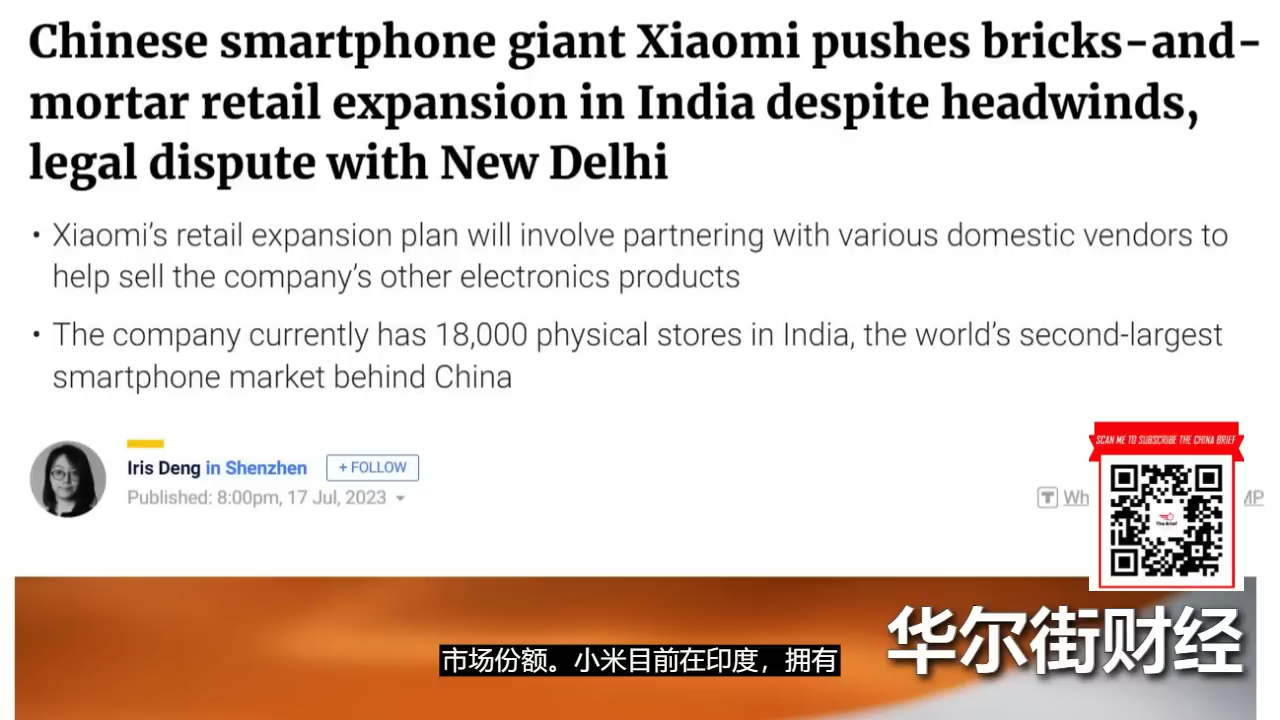 Chinese smartphone giant Xiaomi pushes bricks-and-
mortar retail expansion in India despite headwinds,
legal dispute with New Delhi
• Xiaomi’s retail expansion plan will involve partnering with various domestic vendors to
help sell the company’s other electronics products
• The company currently has 18,000 physical stores in India, the world’s second-largest
smartphone market behind China
Iris Deng in Shenzhen
+ FOLLOW
Published: 8:00pm, 17 Jul, 2023
T Wh
MP
SCAN ME TO SUBSCRIBE THE CHINA BRIEF
华尔街财经
市场份额。小米目前在印度，拥有